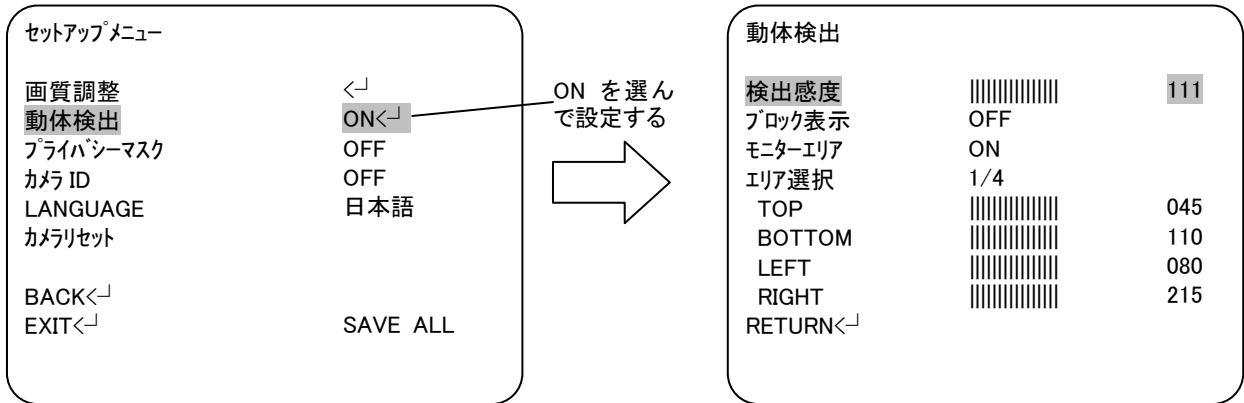 セットアップメニュー
画質調整 <┘
動体検出 ON<┘
プライバシーマスク OFF
カメラ ID OFF
LANGUAGE 日本語
カメラリセット
BACK<┘
EXIT<┘ SAVE ALL
ON を選ん
で設定する
動体検出
検出感度 |||||||||||||||| 111
ブロック表示 OFF
モニターエリア ON
エリア選択 1/4
TOP |||||||||||||||| 045
BOTTOM |||||||||||||||| 110
LEFT |||||||||||||||| 080
RIGHT |||||||||||||||| 215
RETURN<┘